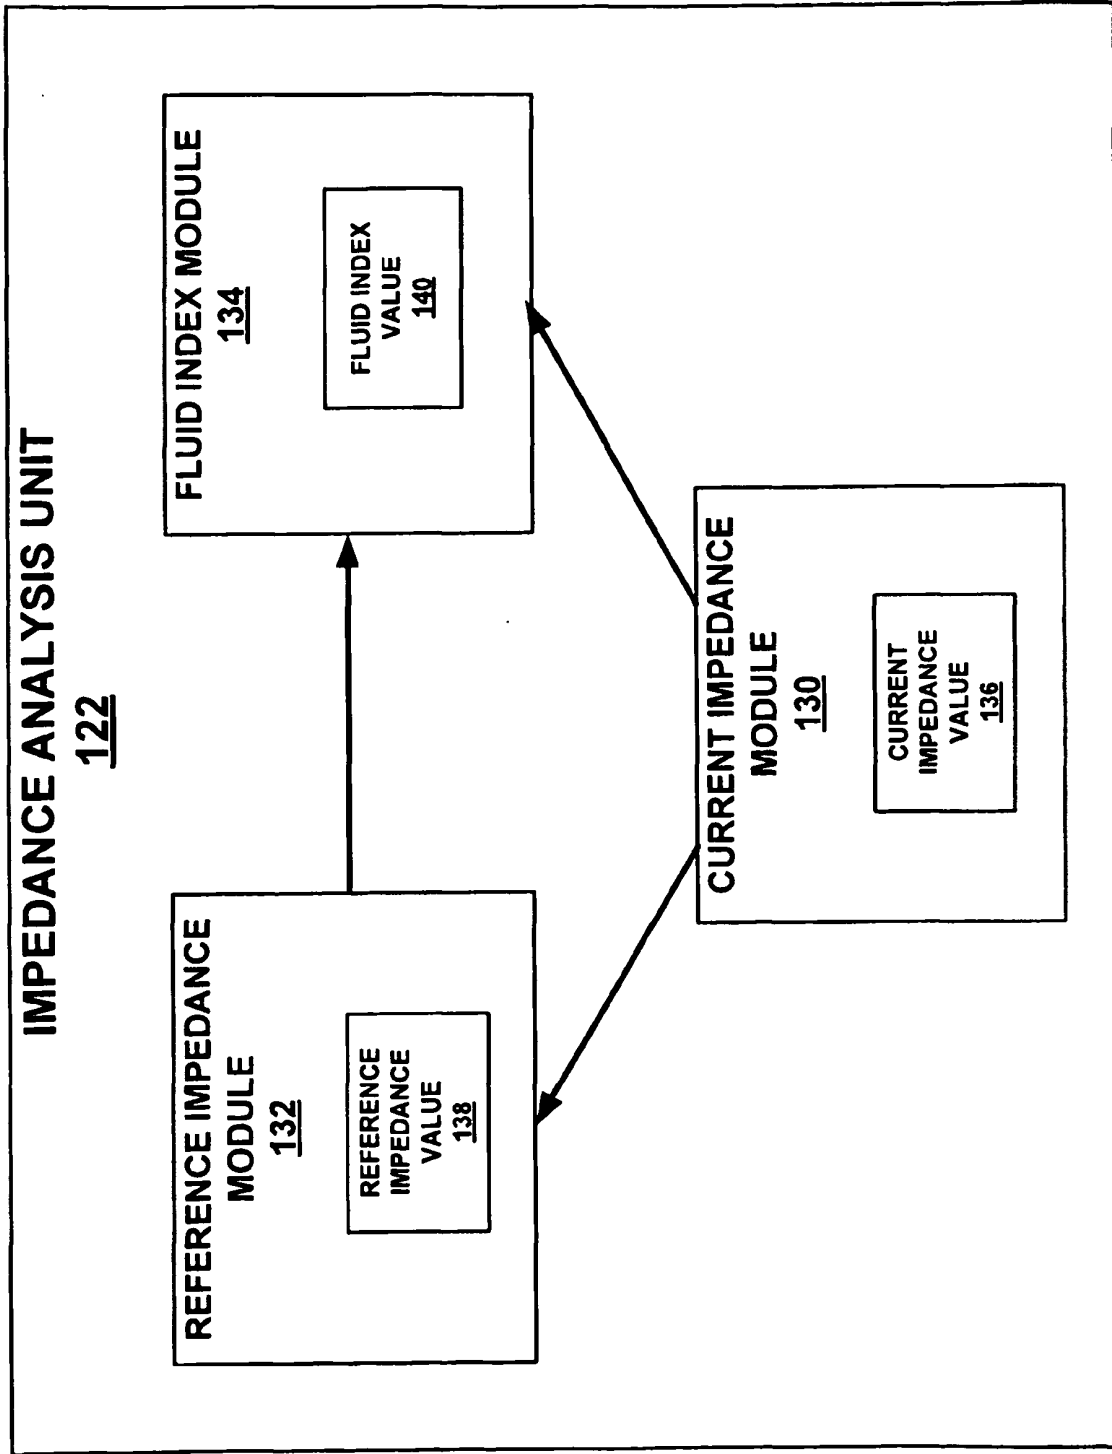 IMPEDANCE ANALYSIS UNIT
122
REFERENCE IMPEDANCE
MODULE
132
REFERENCE
IMPEDANCE
VALUE
138
FLUID INDEX MODULE
134
FLUID INDEX
VALUE
140
CURRENT IMPEDANCE
MODULE
130
CURRENT
IMPEDANCE
VALUE
136